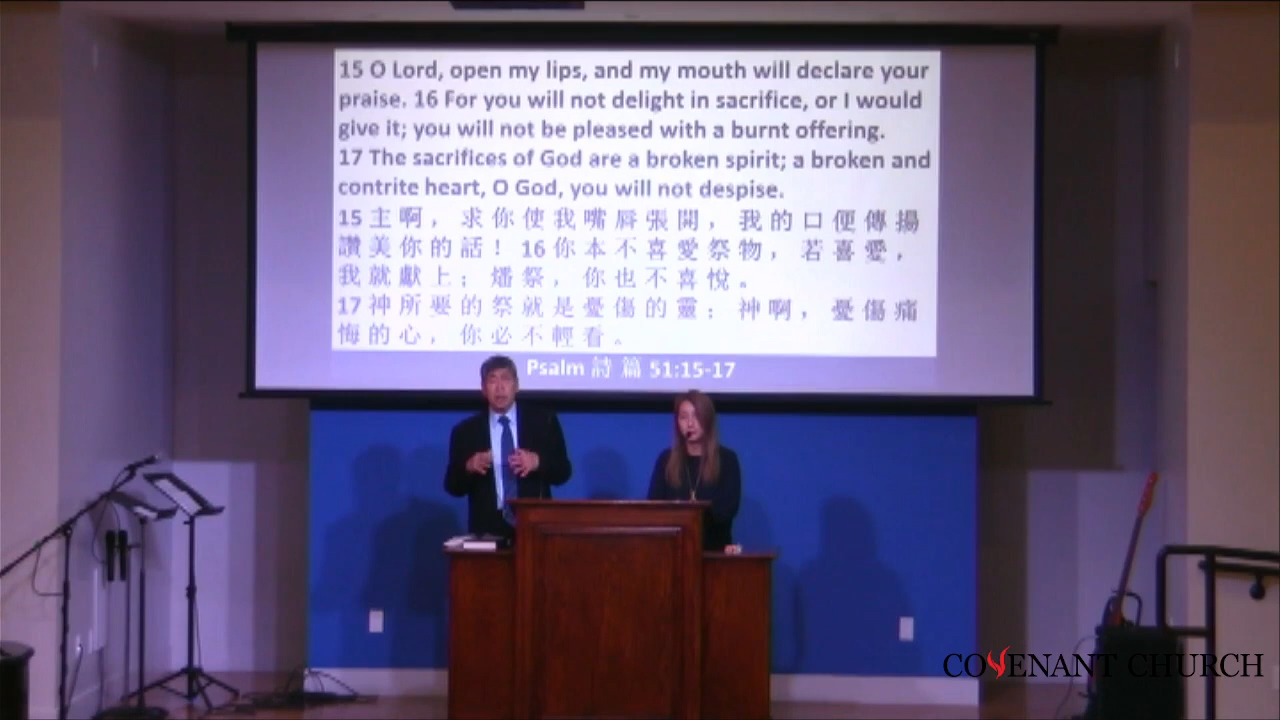 15 O Lord, open my lips, and my mouth will declare your
praise. 16 For you will not delight in sacrifice, or I would
give it; you will not be pleased with a burnt offering.
17 The sacrifices of God are a broken spirit; a broken and
contrite heart, O God, you will not despise.
15 主啊，求你使我嘴唇張開，我的口便傳揚
讚美你的話！16 你本不喜愛祭物，若喜愛，
我就獻上；燔祭，你也不喜悅。
17 神所要的祭就是憂傷的靈；神啊，憂傷痛
悔的心，你必不輕看。
Psalm 詩篇 51:15-17
COVENANT CHURCH